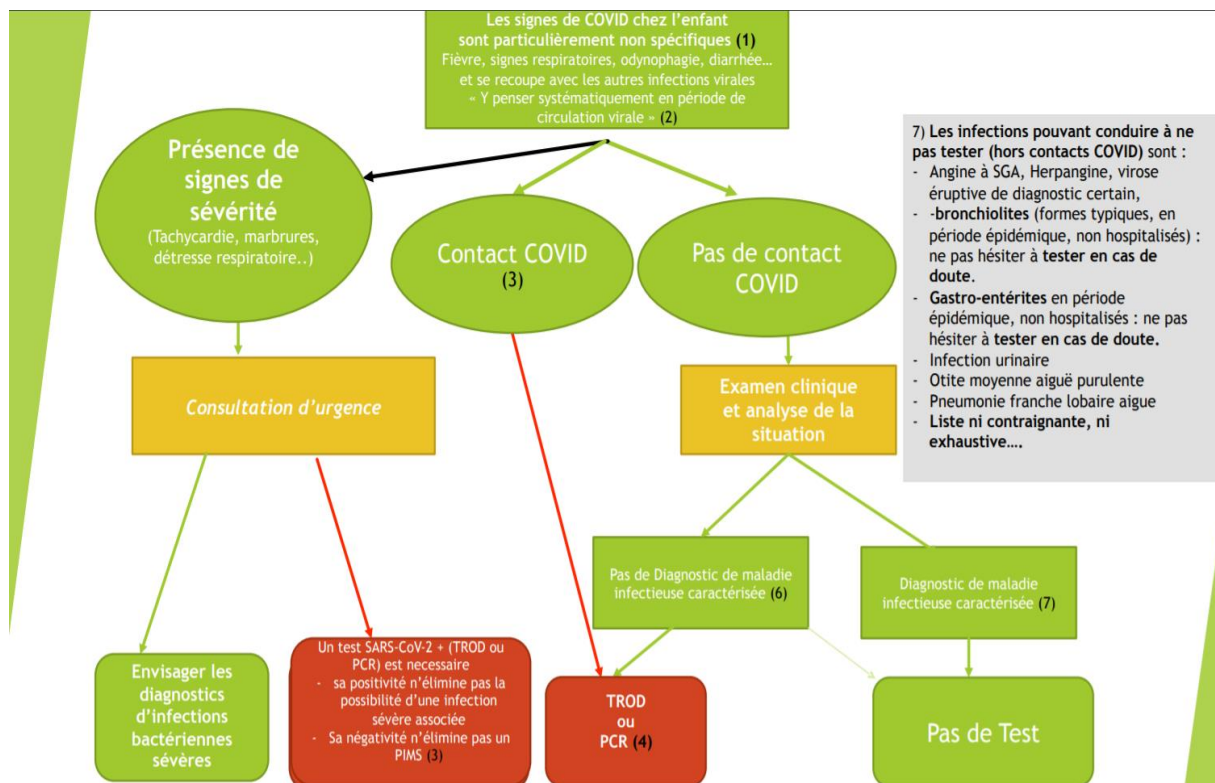 Les signes de COVID chez l'enfant
sont particulièrement non spécifiques (1)
Fièvre, signes respiratoires, odynophagie, diarrhée…
et se recoupe avec les autres infections virales
« Y penser systématiquement en période de
circulation virale » (2)
Présence de
signes de
sévérité
(Tachycardie, marbrures,
détresse respiratoire..)
Contact COVID
(3)
Pas de contact
COVID
7) Les infections pouvant conduire à ne
pas tester (hors contacts COVID) sont :
- Angine à SGA, Herpangine, virose
éruptive de diagnostic certain,
- -bronchiolites (formes typiques, en
période épidémique, non hospitalisés) :
ne pas hésiter à tester en cas de
doute.
- Gastro-entérites en période
épidémique, non hospitalisés : ne pas
hésiter à tester en cas de doute.
- Infection urinaire
- Otite moyenne aiguë purulente
- Pneumonie franche lobaire aigue
- Liste ni contraignante, ni
exhaustive….
Consultation d'urgence
Examen clinique
et analyse de la
situation
Pas de Diagnostic de maladie
infectieuse caractérisée (6)
Diagnostic de maladie
infectieuse caractérisée (7)
Envisager les
diagnostics
d'infections
bactériennes
sévères
Un test SARS-CoV-2 + (TROD ou
PCR) est necessaire
- sa positivité n'élimine pas la
possibilité d'une infection
sévère associée
- Sa négativité n'élimine pas un
PIMS (3)
TROD
ou
PCR (4)
Pas de Test